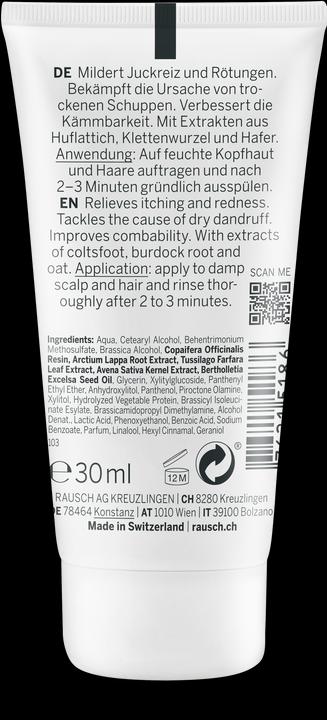 DE Mildert Juckreiz und Rötungen.
Bekämpft die Ursache von tro-
ckenen Schuppen. Verbessert die
Kämmbarkeit. Mit Extrakten aus
Huflattich, Klettenwurzel und Hafer.
Anwendung: Auf feuchte Kopfhaut
und Haare auftragen und nach
2–3 Minuten gründlich ausspülen.
EN Relieves itching and redness.
Tackles the cause of dry dandruff.
Improves combability. With extracts
of coltsfoot, burdock root and
oat. Application: apply to damp
scalp and hair and rinse thor-
oughly after 2 to 3 minutes.
SCAN ME
Ingredients: Aqua, Cetearyl Alcohol, Behentrimonium
Methosulfate, Brassica Alcohol, Copaifera Officinalis
Resin, Arctium Lappa Root Extract, Tussilago Farfara
Leaf Extract, Avena Sativa Kernel Extract, Bertholletia
Excelsa Seed Oil, Glycerin, Xylitylglucoside, Panthenyl
Ethyl Ether, Anhydroxylitol, Panthenol, Piroctone Olamine,
Xylitol, Hydrolyzed Vegetable Protein, Brassicyl Isoleuci-
nate Esylate, Brassicamidopropyl Dimethylamine, Alcohol
Denat., Lactic Acid, Phenoxyethanol, Benzoic Acid, Sodium
Benzoate, Parfum, Linalool, Hexyl Cinnamal, Geraniol
103
℮ 30 ml
12 M
®
RAUSCH AG KREUZLINGEN | CH 8280 Kreuzlingen
DE 78464 Konstanz | AT 1010 Wien | IT 39100 Bolzano
Made in Switzerland | rausch.ch